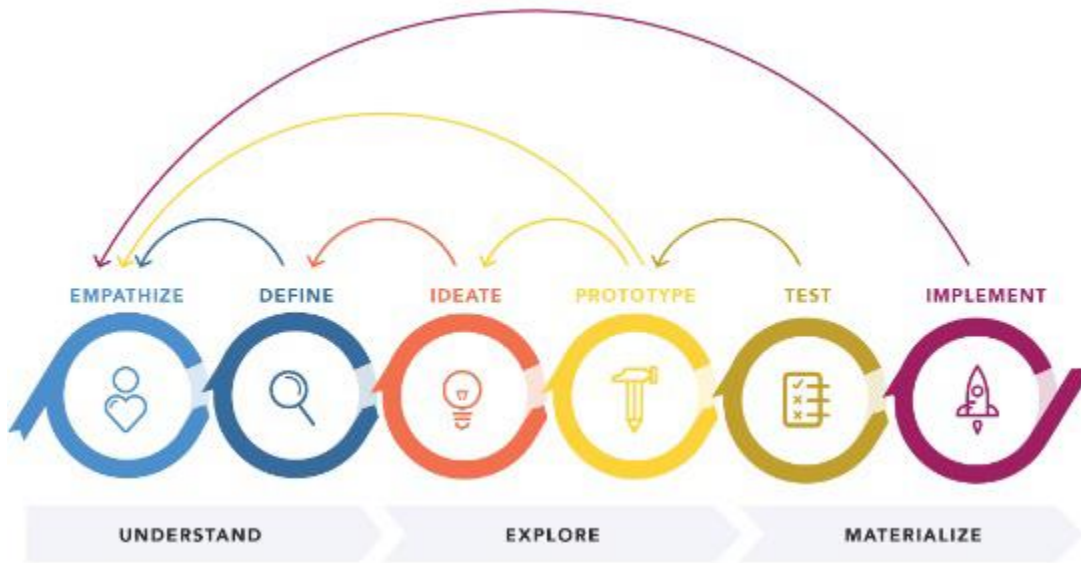 EMPATHIZE
DEFINE
IDEATE
PROTOTYPE
TEST
IMPLEMENT
UNDERSTAND
EXPLORE
MATERIALIZE